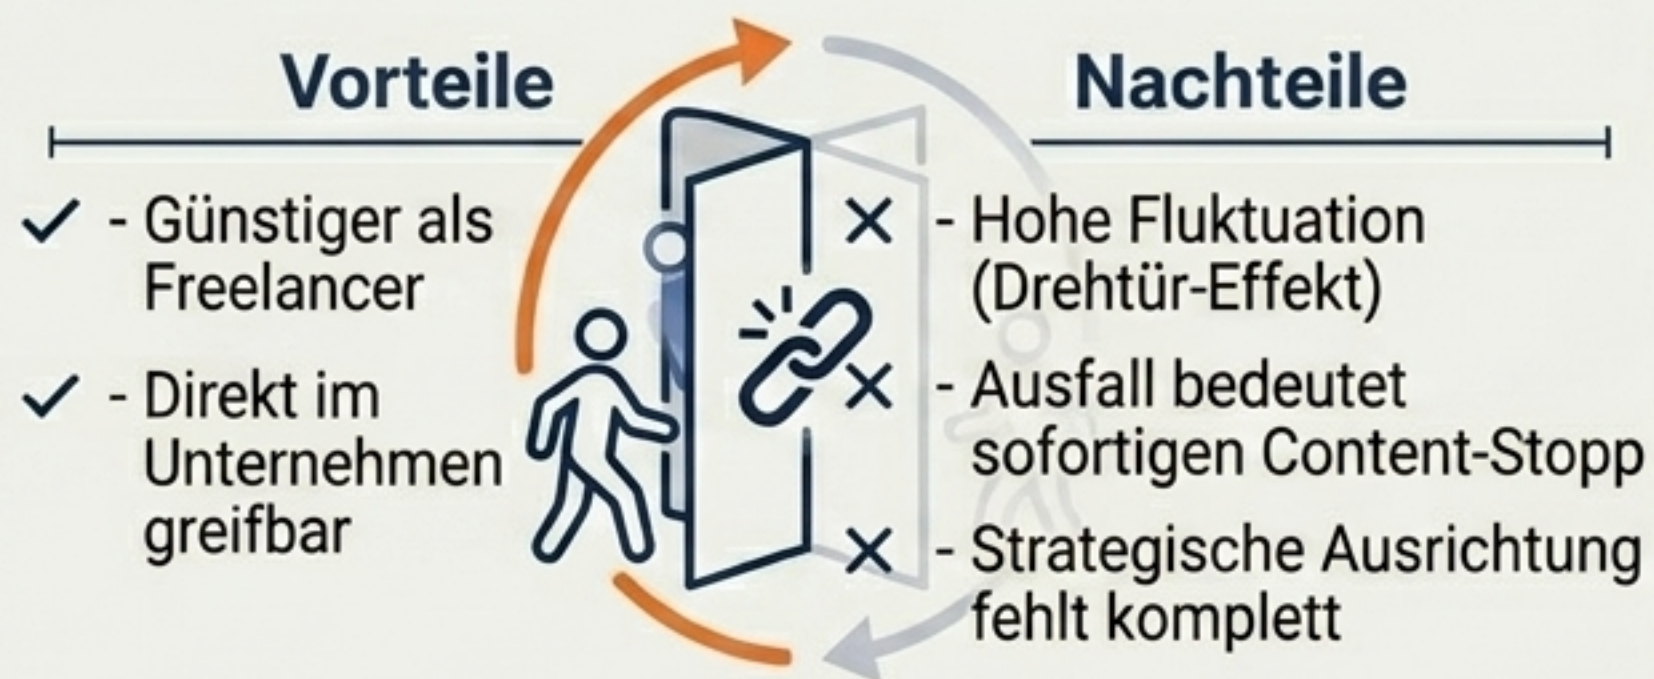 Vorteile
- Günstiger als
Freelancer
- Direkt im
Unternehmen
greifbar
Nachteile
- Hohe Fluktuation
(Drehtür-Effekt)
- Ausfall bedeutet
sofortigen Content-Stopp
- Strategische Ausrichtung
fehlt komplett